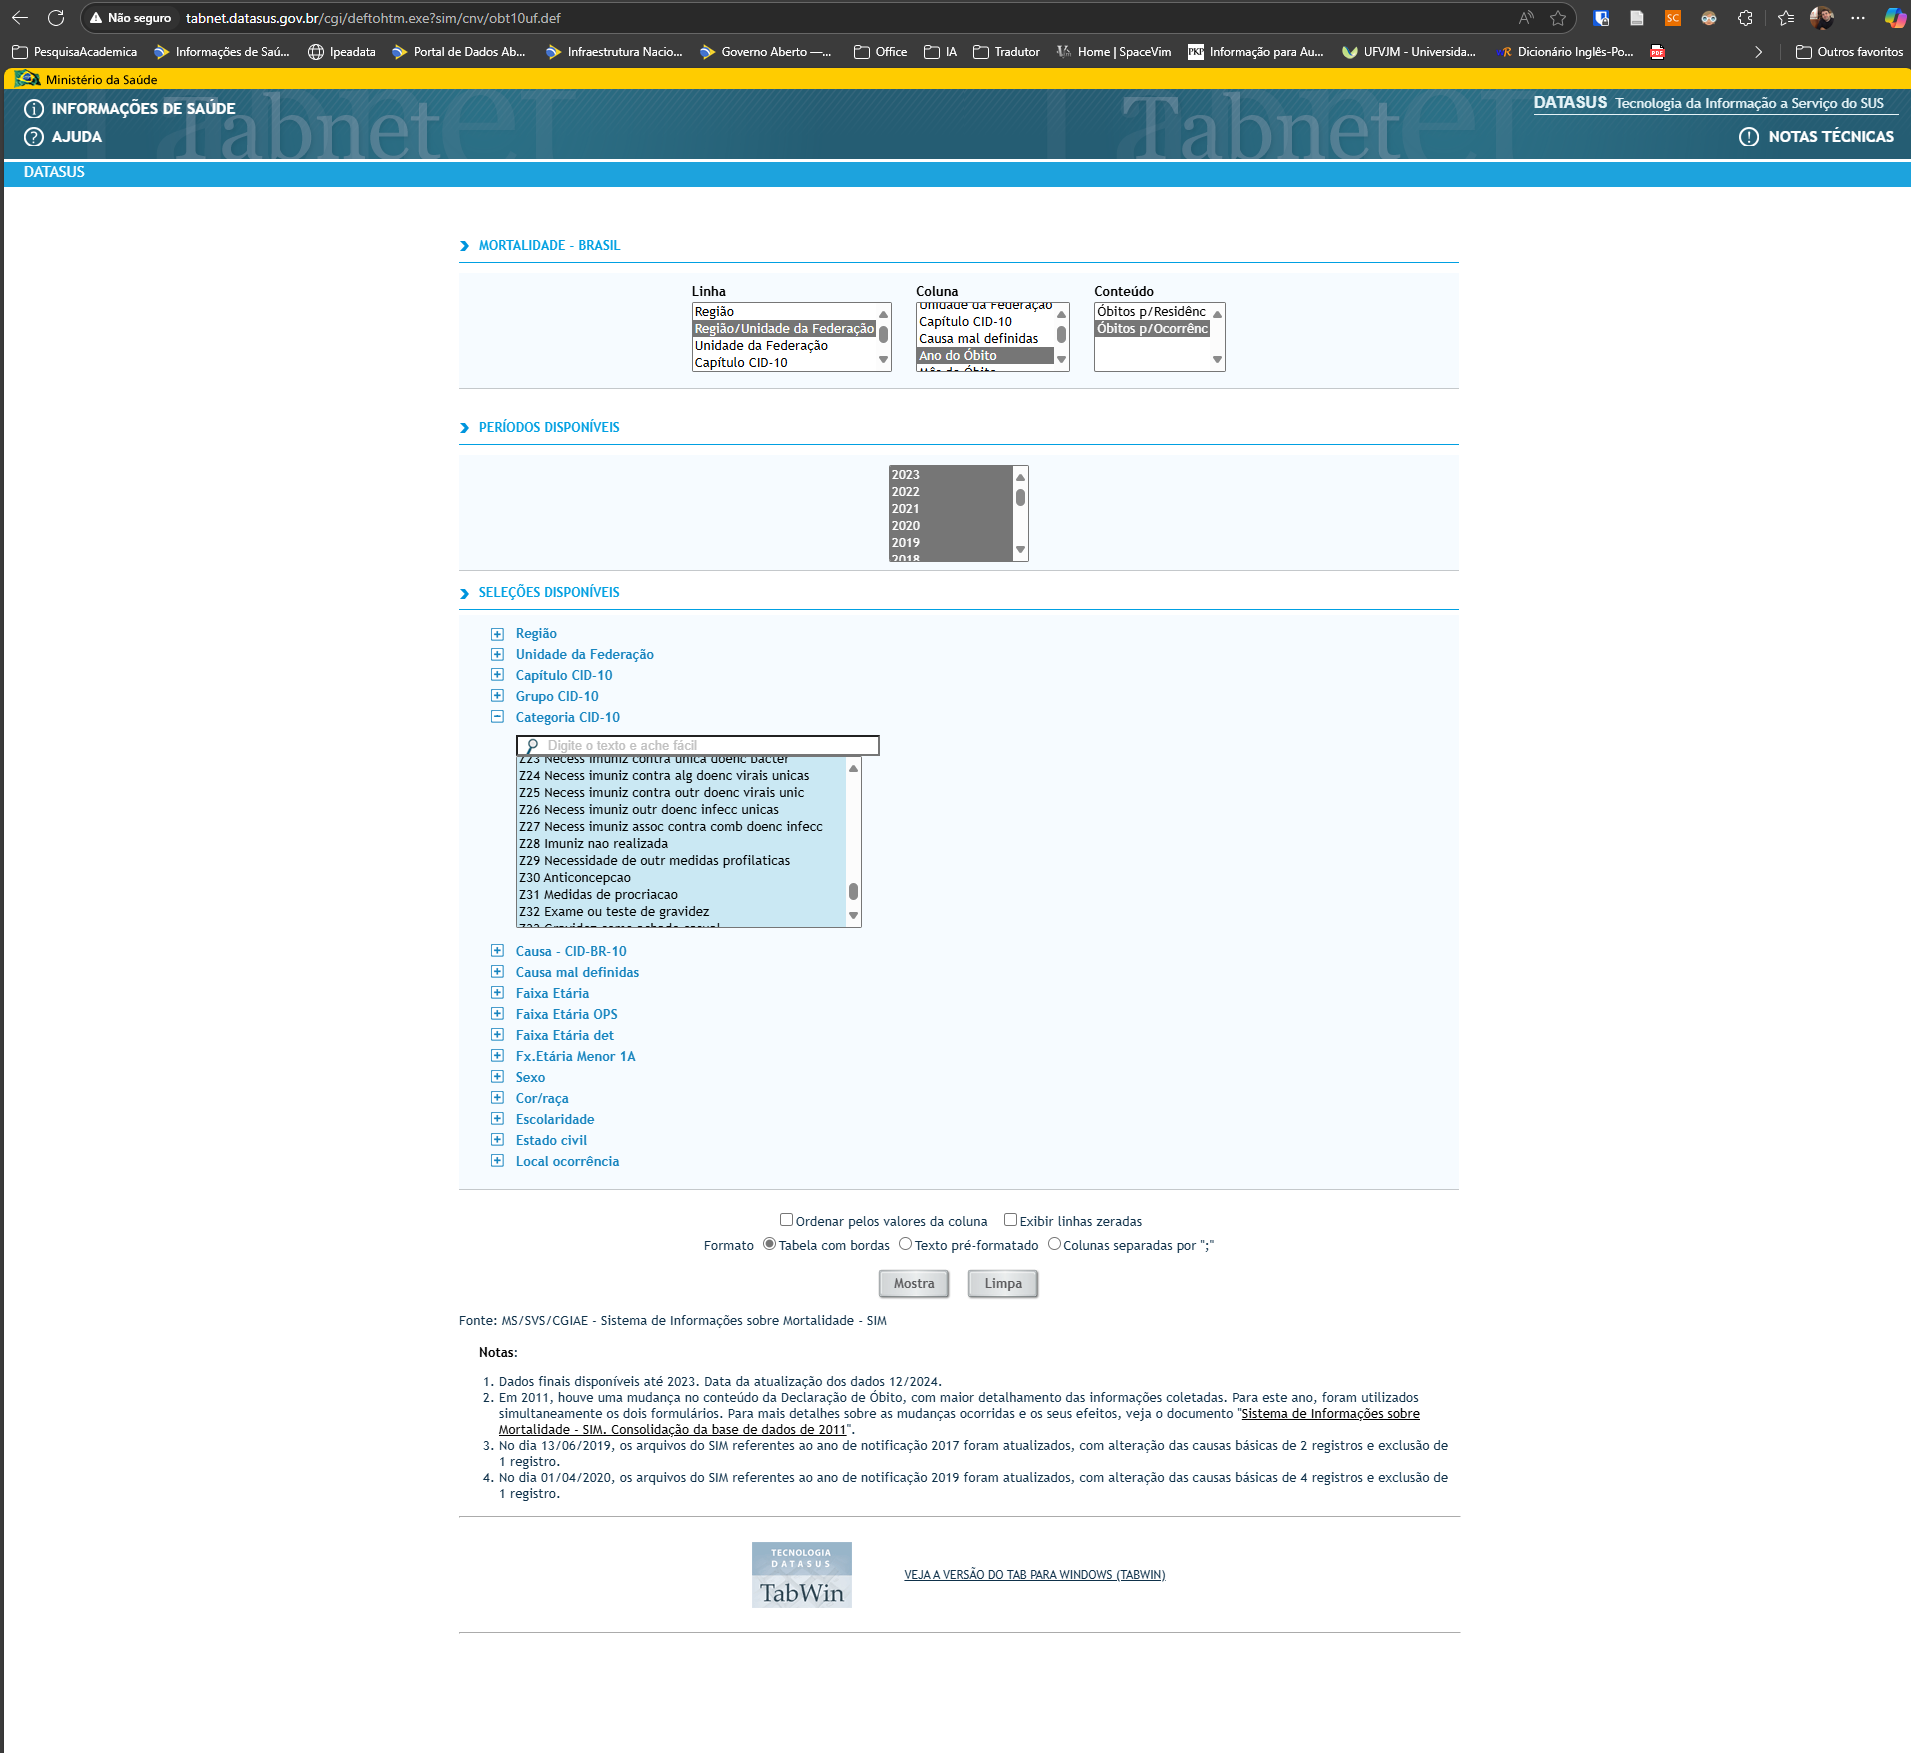 Não seguro
tabnet.datasus.gov.br/cgi/deftohtm.exe?sim/cnv/obt10uf.def
PesquisaAcademica
Informações de Saú...
Ipeadata
Portal de Dados Ab...
Infraestrutura Nacio...
Governo Aberto —...
Office
IA
Tradutor
Home | SpaceVim
PKP Informação para Au...
UFVJM - Universida...
Dicionário Inglês-Po...
Outros favoritos
Ministério da Saúde
INFORMAÇÕES DE SAÚDE
AJUDA
Tabnet
Tabnet
DATASUS Tecnologia da Informação a Serviço do SUS
NOTAS TÉCNICAS
DATASUS
MORTALIDADE - BRASIL
Linha
Região
Região/Unidade da Federação
Unidade da Federação
Capítulo CID-10
Coluna
Unidade da Federação
Capítulo CID-10
Causa mal definidas
Ano do Óbito
Mês do Óbito
Conteúdo
Óbitos p/Residênc
Óbitos p/Ocorrênc
PERÍODOS DISPONÍVEIS
2023
2022
2021
2020
2019
2018
SELEÇÕES DISPONÍVEIS
Região
Unidade da Federação
Capítulo CID-10
Grupo CID-10
Categoria CID-10
Digite o texto e ache fácil
Z23 Necess imuniz contra unica doenc bacter
Z24 Necess imuniz contra alg doenc virais unicas
Z25 Necess imuniz contra outr doenc virais unic
Z26 Necess imuniz outr doenc infecc unicas
Z27 Necess imuniz assoc contra comb doenc infecc
Z28 Imuniz nao realizada
Z29 Necessidade de outr medidas profilaticas
Z30 Anticoncepcao
Z31 Medidas de procriacao
Z32 Exame ou teste de gravidez
Z33 Gravidez como achado casual
Causa - CID-BR-10
Causa mal definidas
Faixa Etária
Faixa Etária OPS
Faixa Etária det
Fx.Etária Menor 1A
Sexo
Cor/raça
Escolaridade
Estado civil
Local ocorrência
Ordenar pelos valores da coluna Exibir linhas zeradas
Formato Tabela com bordas Texto pré-formatado Colunas separadas por ";"
Mostra Limpa
Fonte: MS/SVS/CGIAE - Sistema de Informações sobre Mortalidade - SIM
Notas:
1. Dados finais disponíveis até 2023. Data da atualização dos dados 12/2024.
2. Em 2011, houve uma mudança no conteúdo da Declaração de Óbito, com maior detalhamento das informações coletadas. Para este ano, foram utilizados
simultaneamente os dois formulários. Para mais detalhes sobre as mudanças ocorridas e os seus efeitos, veja o documento "Sistema de Informações sobre
Mortalidade - SIM. Consolidação da base de dados de 2011".
3. No dia 13/06/2019, os arquivos do SIM referentes ao ano de notificação 2017 foram atualizados, com alteração das causas básicas de 2 registros e exclusão de
1 registro.
4. No dia 01/04/2020, os arquivos do SIM referentes ao ano de notificação 2019 foram atualizados, com alteração das causas básicas de 4 registros e exclusão de
1 registro.
TECNOLOGIA
DATASUS
TabWin
VEJA A VERSÃO DO TAB PARA WINDOWS (TABWIN)